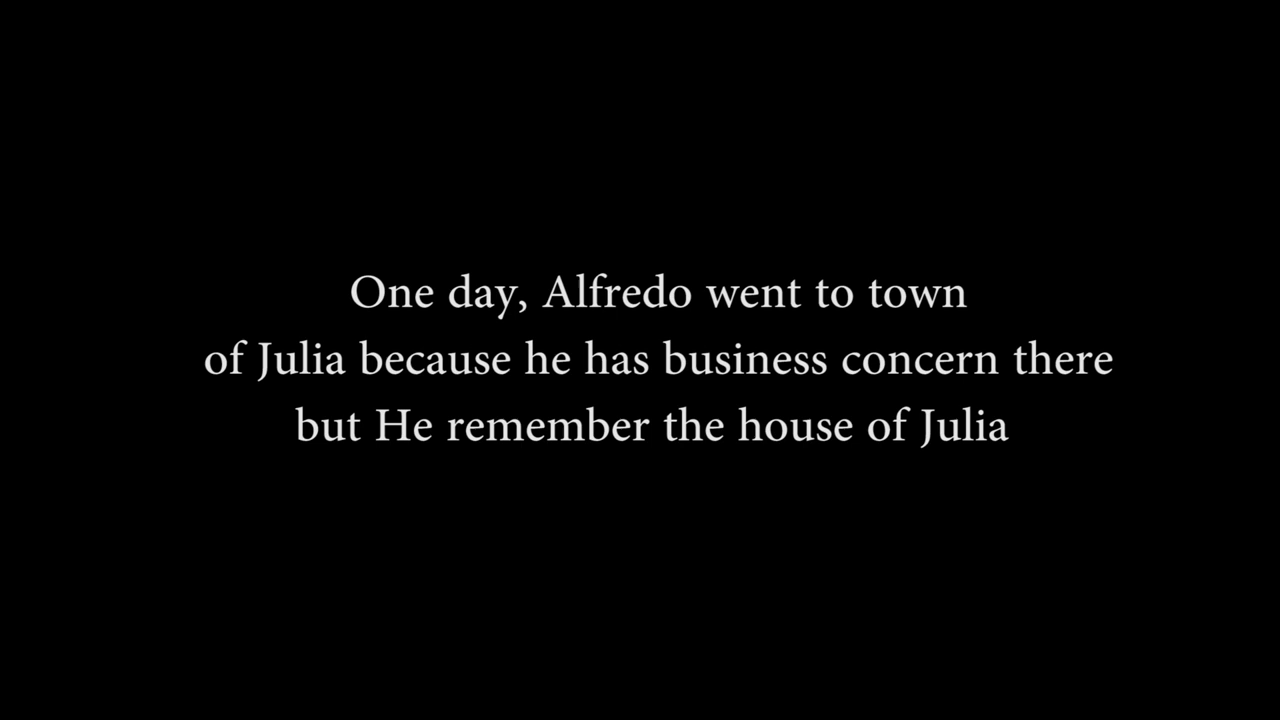 One day, Alfredo went to town
of Julia because he has business concern there
but He remember the house of Julia